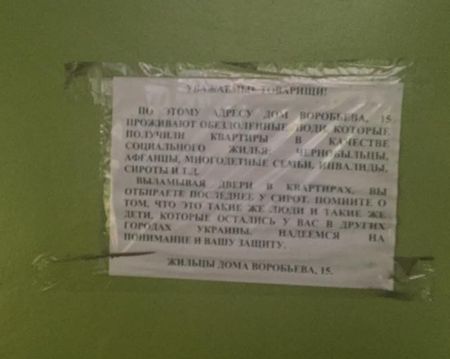 УВАЖАЕМЫЕ ТОВАРИЩИ!
ПО ЭТОМУ АДРЕСУ ДОМ ВОРОБЬЕВА, 15
ПРОЖИВАЮТ ОБЕЗДОЛЕННЫЕ ЛЮДИ, КОТОРЫЕ
ПОЛУЧИЛИ КВАРТИРЫ В КАЧЕСТВЕ
СОЦИАЛЬНОГО ЖИЛЬЯ: ЧЕРНОБЫЛЬЦЫ,
АФГАНЦЫ, МНОГОДЕТНЫЕ СЕМЬИ, ИНВАЛИДЫ,
СИРОТЫ И Т.Д.
ВЫЛАМЫВАЯ ДВЕРИ В КВАРТИРАХ, ВЫ
ОТБИРАЕТЕ ПОСЛЕДНЕЕ У СИРОТ. ПОМНИТЕ О
ТОМ, ЧТО ЭТО ТАКИЕ ЖЕ ЛЮДИ И ТАКИЕ ЖЕ
ДЕТИ, КОТОРЫЕ ОСТАЛИСЬ У ВАС В ДРУГИХ
ГОРОДАХ УКРАИНЫ. НАДЕЕМСЯ НА
ПОНИМАНИЕ И ВАШУ ЗАЩИТУ.
ЖИЛЬЦЫ ДОМА ВОРОБЬЕВА, 15.